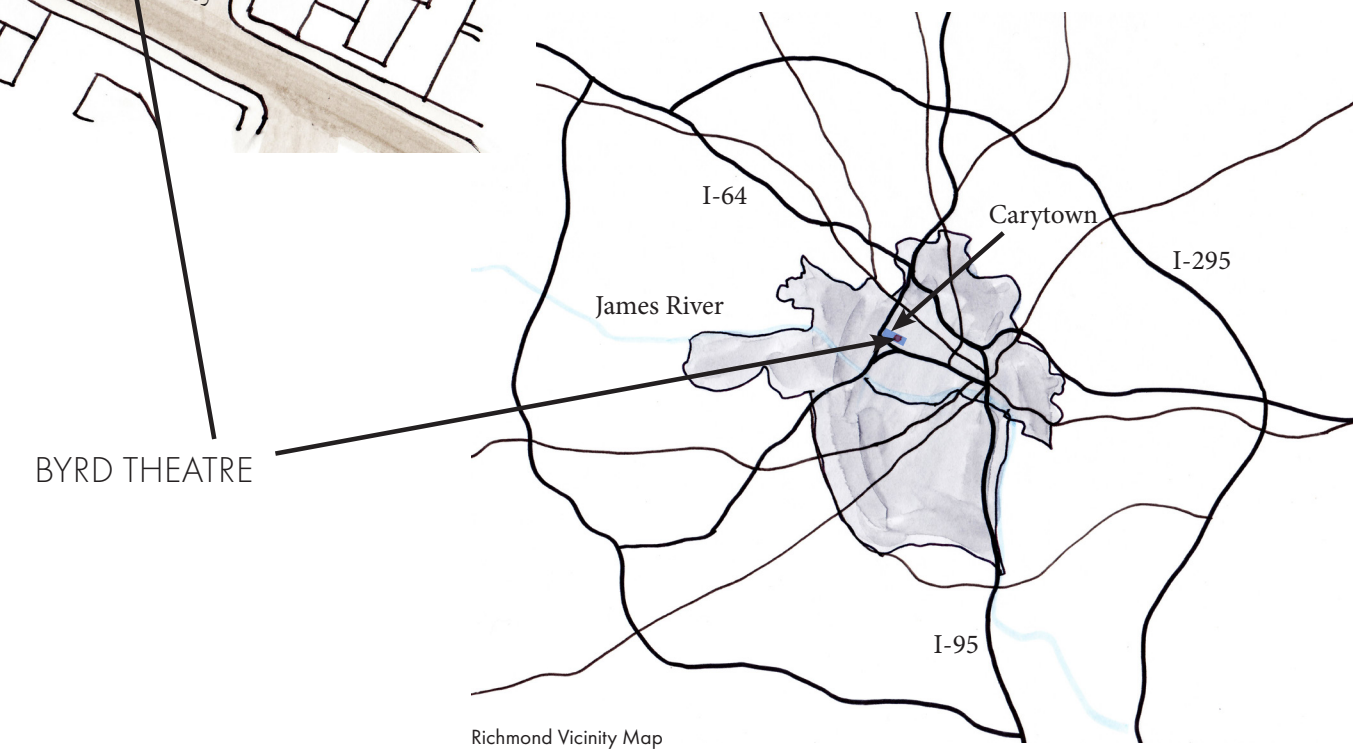 I-64
Carytown
I-295
James River
BYRD THEATRE
I-95
Richmond Vicinity Map